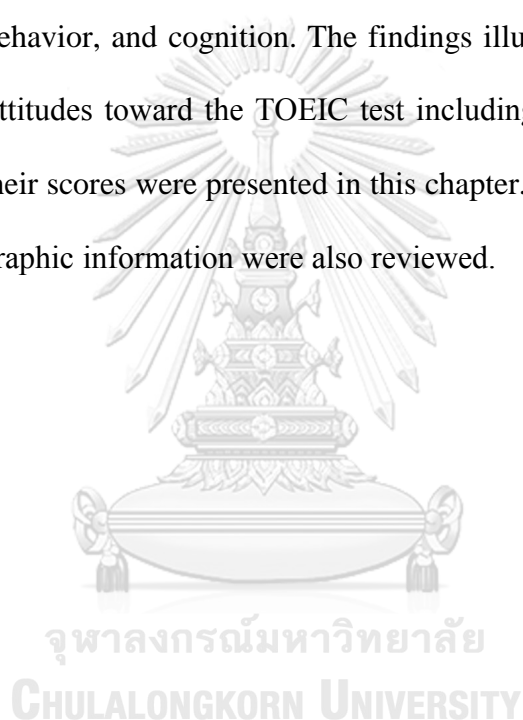 ehavior, and cognition. The findings illu
ttitudes toward the TOEIC test including
heir scores were presented in this chapter.
raphic information were also reviewed.
จุฬาลงกรณ์มหาวิทยาลัย
CHULALONGKORN UNIVERSITY